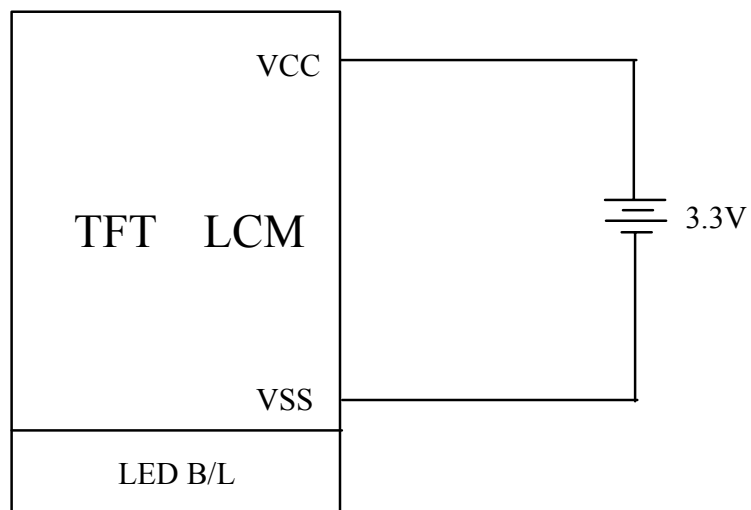 VCC
TFT LCM
3.3V
VSS
LED B/L